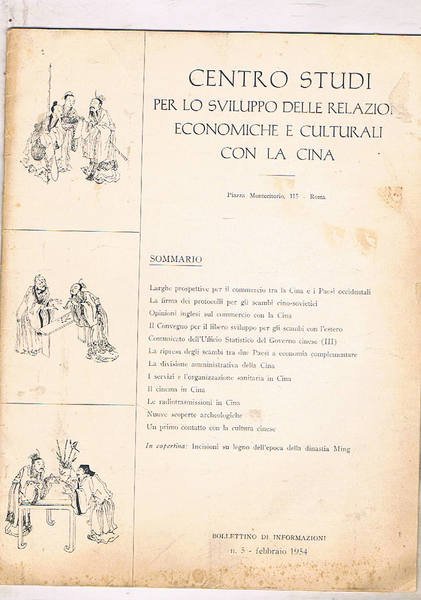 CENTRO STUDI
PER LO SVILUPPO DELLE RELAZION
ECONOMICHE E CULTURALI
CON LA CINA
Piazza Montecitorio, 115 - Roma
SOMMARIO
Larghe prospettive per il commercio tra la Cina e i Paesi occidentali
La firma dei protocolli per gli scambi cino-sovietici
Opinioni inglesi sul commercio con la Cina
Il Convegno per il libero sviluppo per gli scambi con l'estero
Comunicato dell'Ufficio Statistico del Governo cinese (III)
La ripresa degli scambi tra due Paesi a economia complementare
La divisione amministrativa della Cina
I servizi e l'organizzazione sanitaria in Cina
Il cinema in Cina
Le radiotrasmissioni in Cina
Nuove scoperte archeologiche
Un primo contatto con la cultura cinese
In copertina: Incisioni su legno dell'epoca della dinastia Ming
BOLLETTINO DI INFORMAZIONI
n. 5 - febbraio 1954